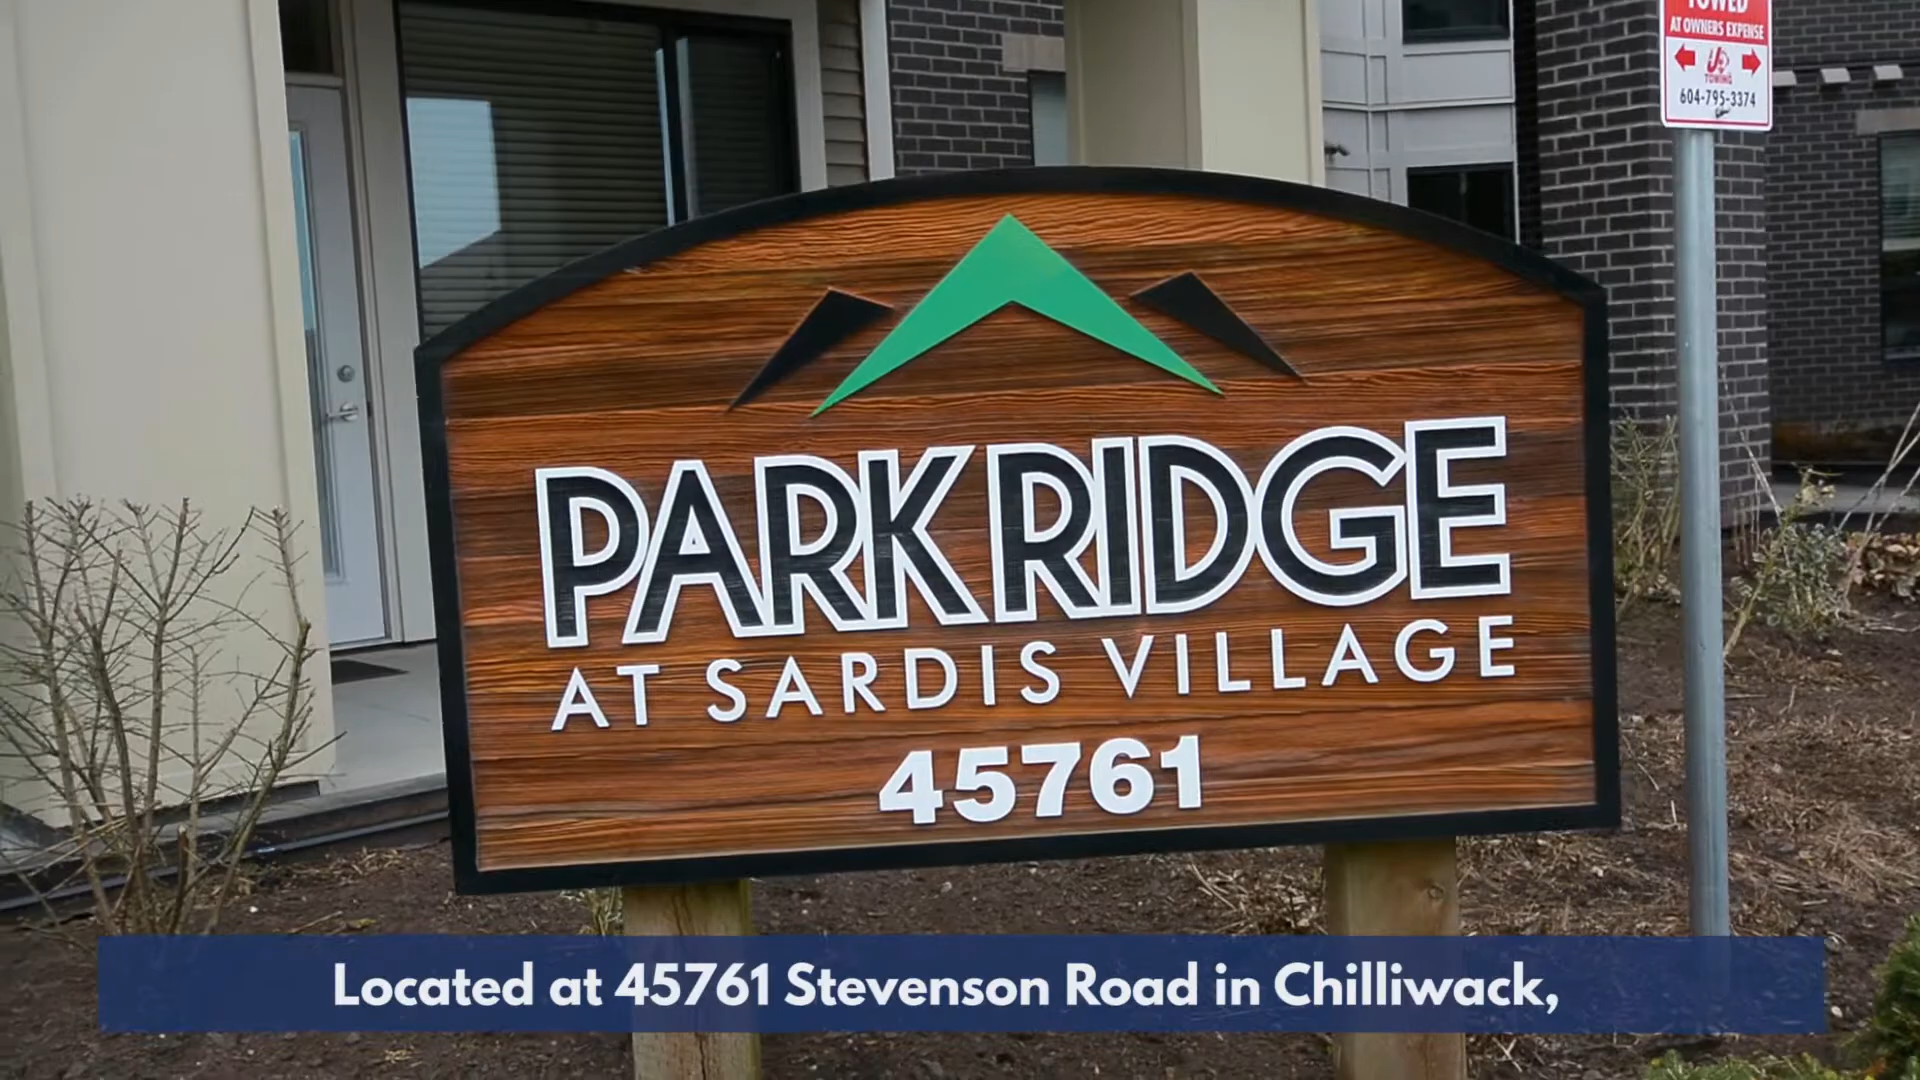 TOWED
AT OWNERS EXPENSE
TOWING
604-795-3374
PARK RIDGE
AT SARDIS VILLAGE
45761
Located at 45761 Stevenson Road in Chilliwack,